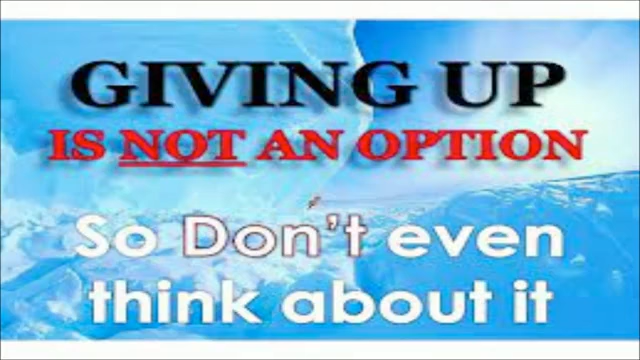 GIVING UP
IS NOT AN OPTION
So Don't even
think about it